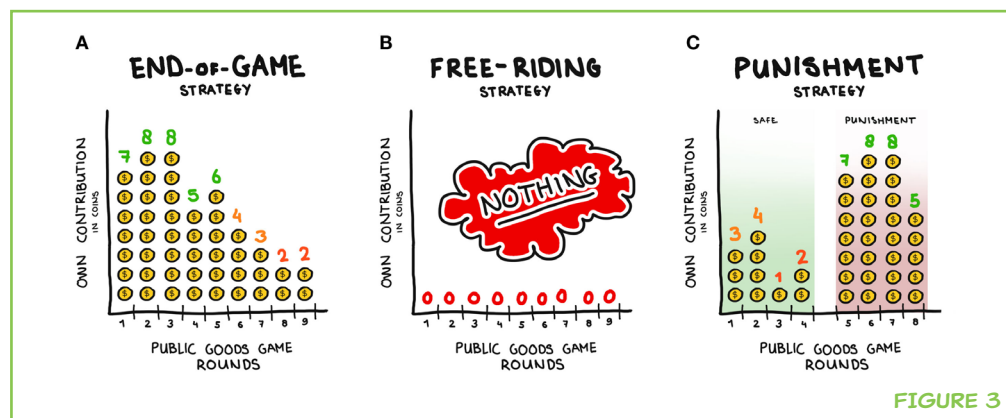 A
END-OF-GAME
STRATEGY
OWN CONTRIBUTION
IN COINS
7 8 8 5 6 4 3 2 2
1 2 3 4 5 6 7 8 9
PUBLIC GOODS GAME
ROUNDS
B
FREE-RIDING
STRATEGY
OWN CONTRIBUTION
IN COINS
NOTHING
0 0 0 0 0 0 0 0 0
1 2 3 4 5 6 7 8 9
PUBLIC GOODS GAME
ROUNDS
C
PUNISHMENT
STRATEGY
OWN CONTRIBUTION
IN COINS
SAFE
PUNISHMENT
3 4 1 2 7 8 8 5
1 2 3 4 5 6 7 8
PUBLIC GOODS GAME
ROUNDS
FIGURE 3